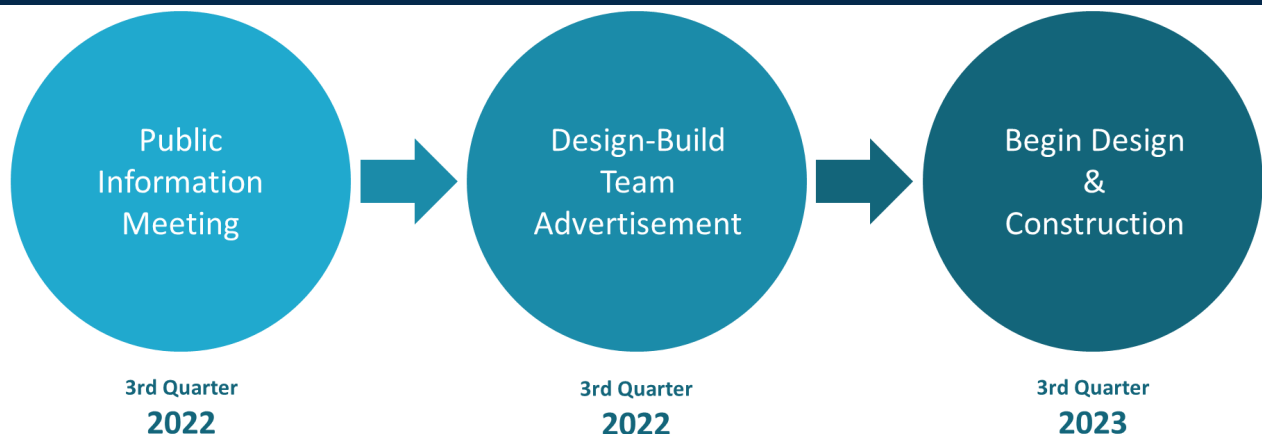 Public
Information
Meeting
Design-Build
Team
Advertisement
Begin Design
&
Construction
3rd Quarter
2022
3rd Quarter
2022
3rd Quarter
2023